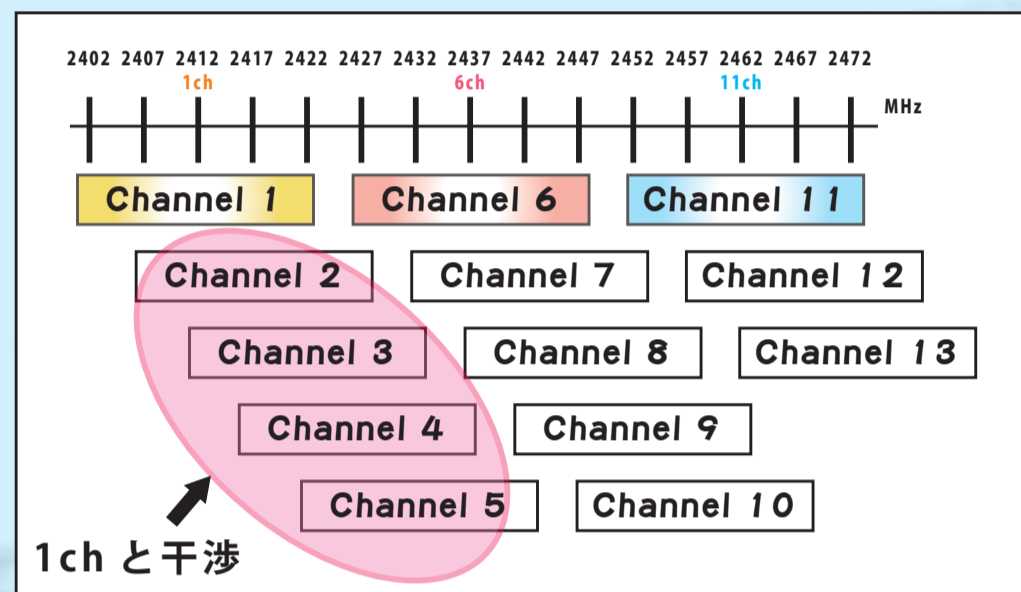 2402 2407 2412 2417 2422 2427 2432 2437 2442 2447 2452 2457 2462 2467 2472
1ch 6ch 11ch
MHz
Channel 1 Channel 6 Channel 11
Channel 2 Channel 7 Channel 12
Channel 3 Channel 8 Channel 13
Channel 4 Channel 9
Channel 5 Channel 10
1ch と干渉